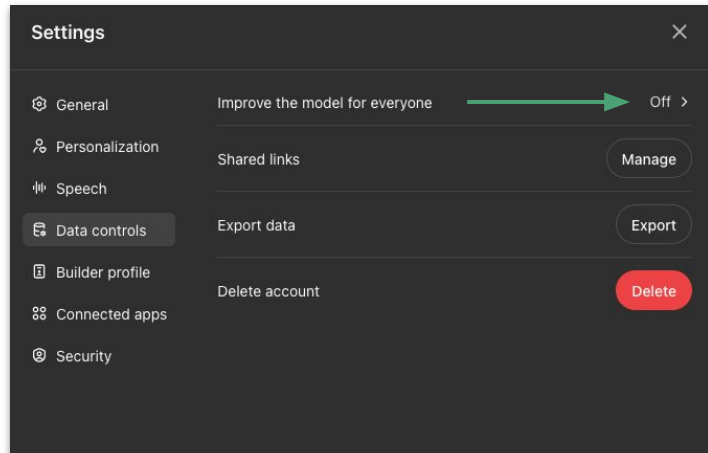 Settings
General
Personalization
Speech
Data controls
Builder profile
Connected apps
Security
Improve the model for everyone Off
Shared links Manage
Export data Export
Delete account Delete